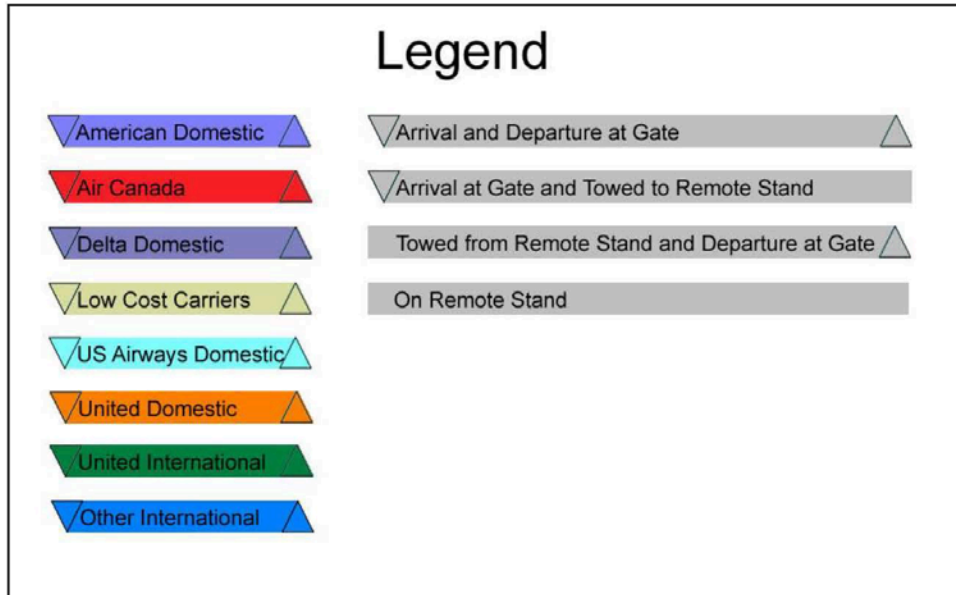 Legend
American Domestic
Air Canada
Delta Domestic
Low Cost Carriers
US Airways Domestic
United Domestic
United International
Other International
Arrival and Departure at Gate
Arrival at Gate and Towed to Remote Stand
Towed from Remote Stand and Departure at Gate
On Remote Stand